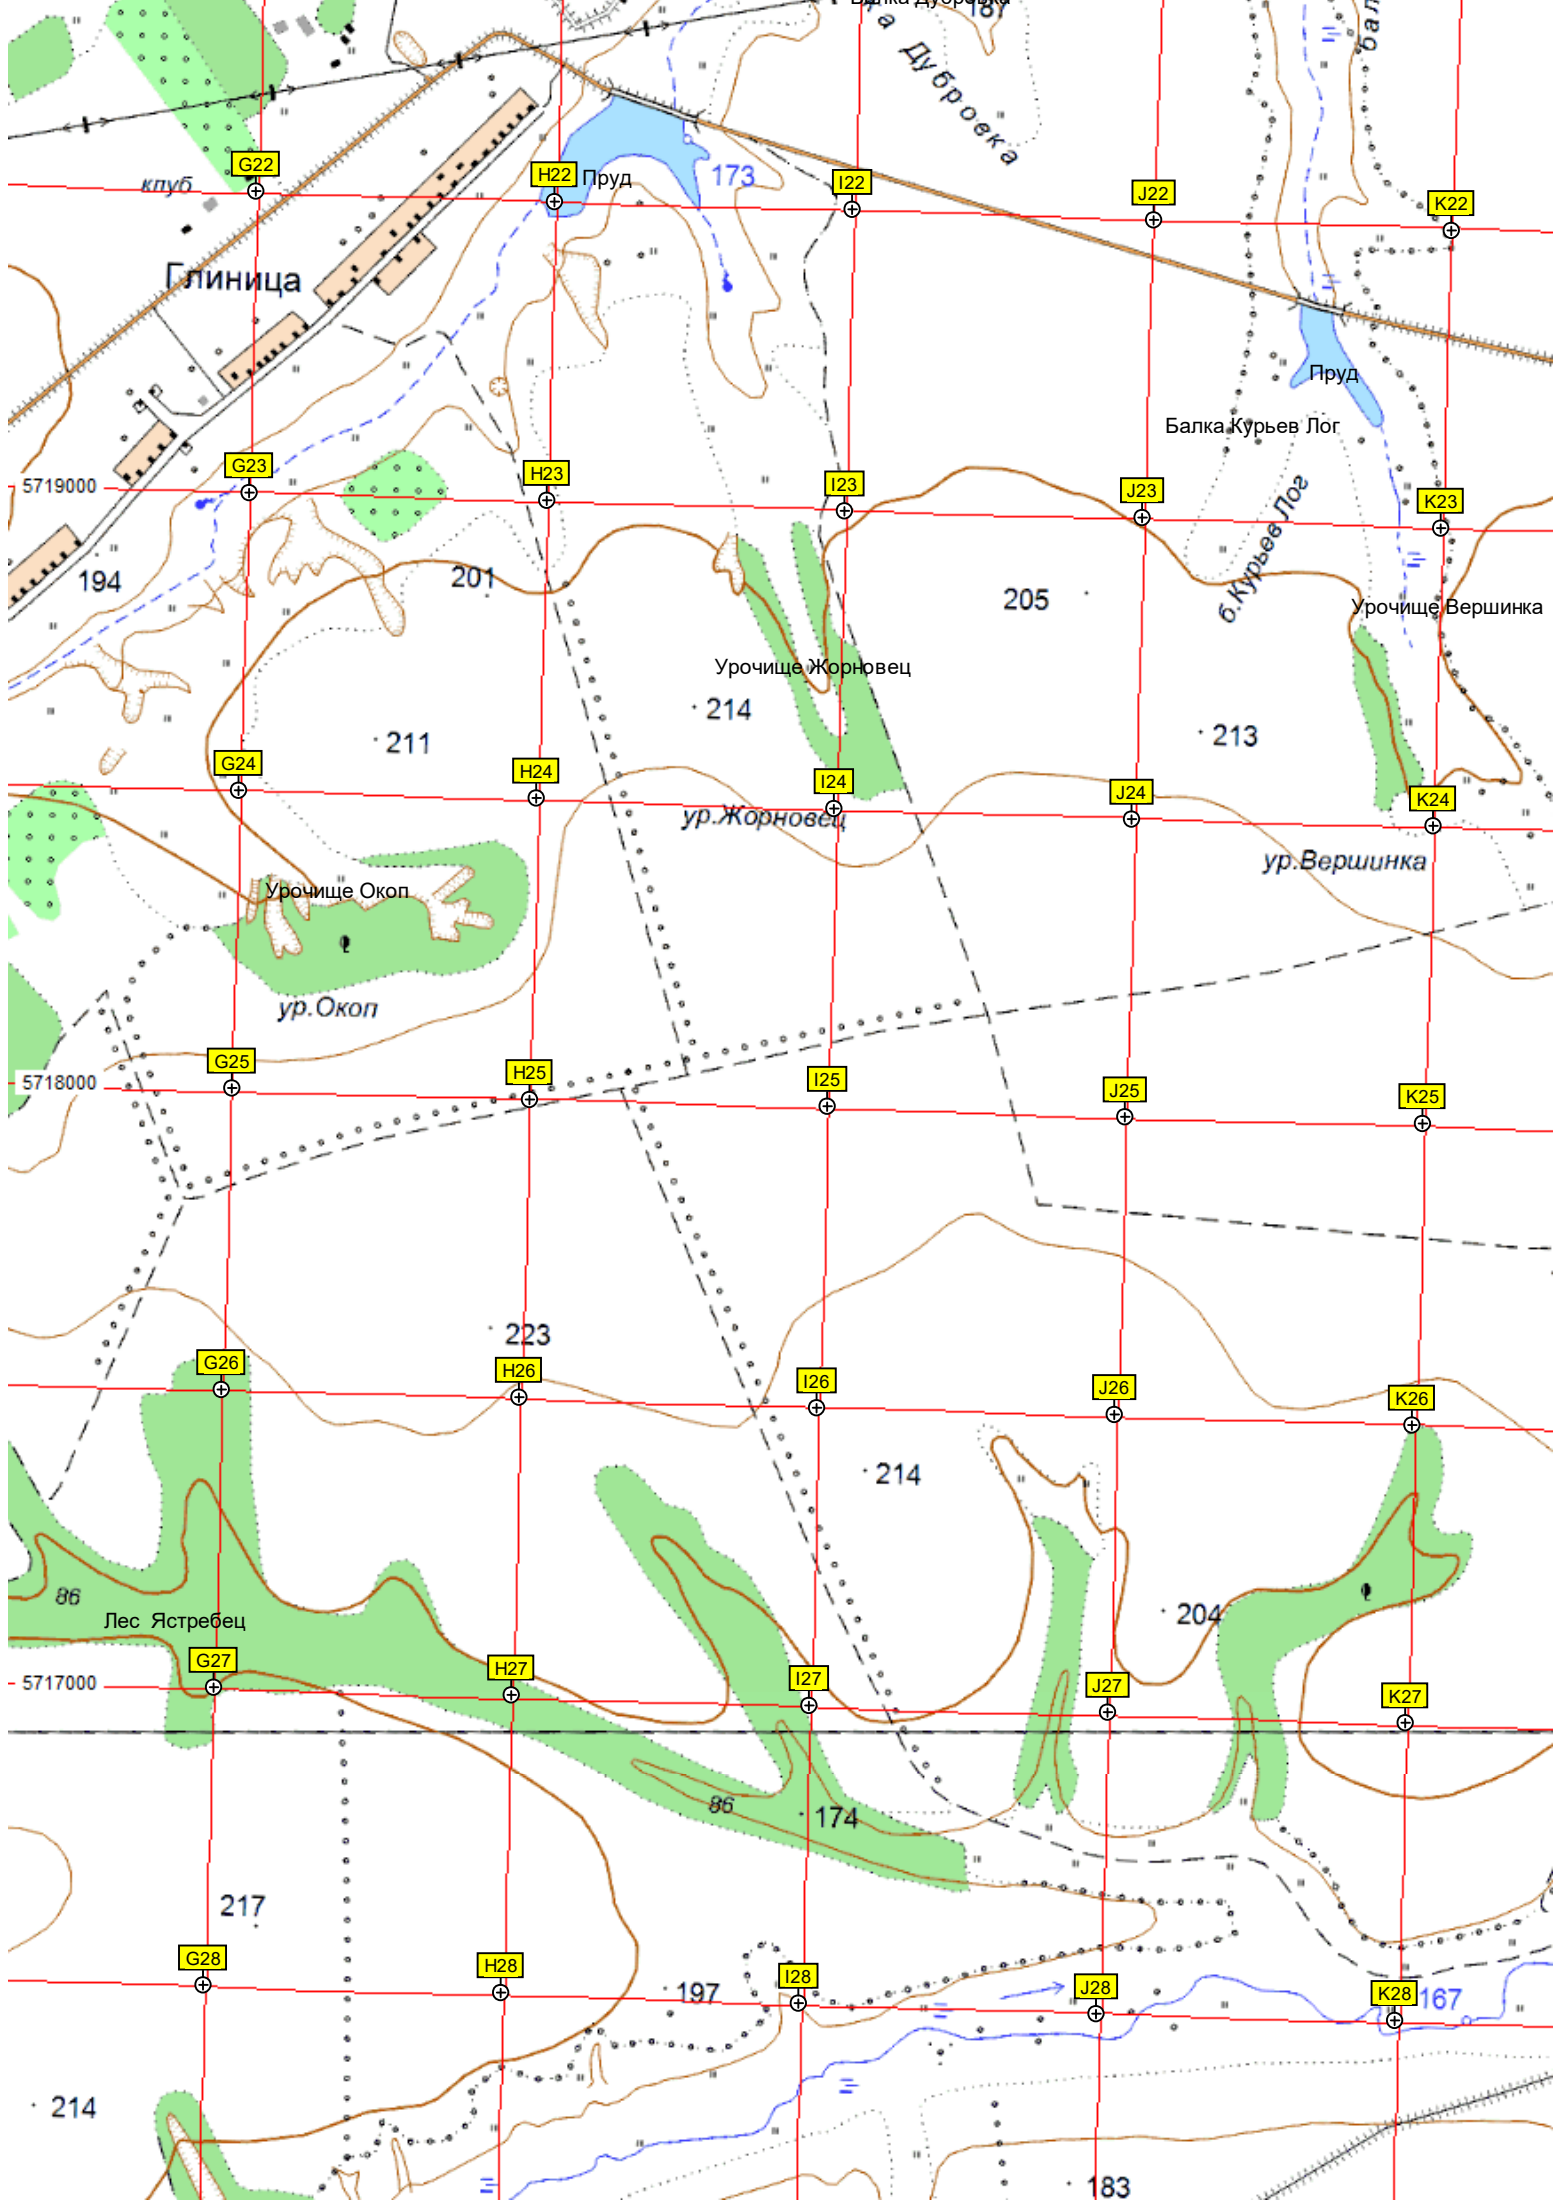 Балка Дубровка
ка Дубровка
187
бал
G22
клуб
H22
Пруд
173
I22
J22
K22
Глиница
Пруд
Балка Курьев Лог
G23
5719000
H23
I23
J23
K23
б.Курьев Лог
194
201
205
Урочище Вершинка
Урочище Жорновец
214
211
213
G24
H24
I24
J24
K24
ур.Жорновец
ур.Вершинка
Урочище Окоп
ур.Окоп
G25
5718000
H25
I25
J25
K25
223
G26
H26
I26
J26
K26
214
86
204
Лес Ястребец
G27
5717000
H27
I27
J27
K27
86
174
217
G28
H28
I28
J28
K28
197
167
214
183